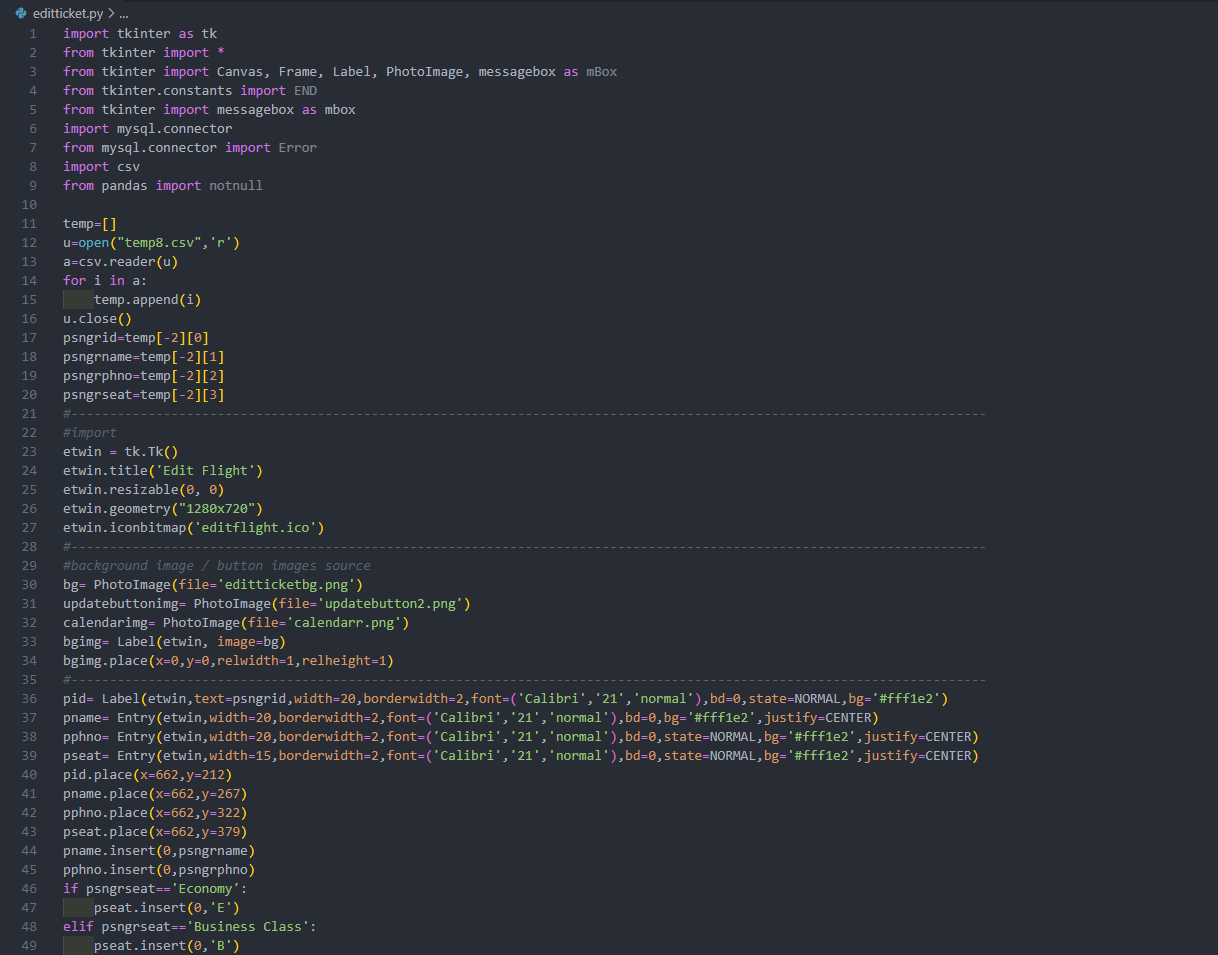 editticket.py > ...
1 import tkinter as tk
2 from tkinter import *
3 from tkinter import Canvas, Frame, Label, PhotoImage, messagebox as mBox
4 from tkinter.constants import END
5 from tkinter import messagebox as mbox
6 import mysql.connector
7 from mysql.connector import Error
8 import csv
9 from pandas import notnull
10
11 temp=[]
12 u=open("temp8.csv",'r')
13 a=csv.reader(u)
14 for i in a:
15     temp.append(i)
16 u.close()
17 psngrid=temp[-2][0]
18 psngrname=temp[-2][1]
19 psngrphno=temp[-2][2]
20 psngrseat=temp[-2][3]
21 #-----------------------------------------------------------------------------------------------------------------------
22 #import
23 etwin = tk.Tk()
24 etwin.title('Edit Flight')
25 etwin.resizable(0, 0)
26 etwin.geometry("1280x720")
27 etwin.iconbitmap('editflight.ico')
28 #-----------------------------------------------------------------------------------------------------------------------
29 #background image / button images source
30 bg= PhotoImage(file='editticketbg.png')
31 updatebuttonimg= PhotoImage(file='updatebutton2.png')
32 calendarimg= PhotoImage(file='calendarr.png')
33 bgimg= Label(etwin, image=bg)
34 bgimg.place(x=0,y=0,relwidth=1,relheight=1)
35 #-----------------------------------------------------------------------------------------------------------------------
36 pid= Label(etwin,text=psngrid,width=20,borderwidth=2,font=('Calibri','21','normal'),bd=0,state=NORMAL,bg='#fff1e2')
37 pname= Entry(etwin,width=20,borderwidth=2,font=('Calibri','21','normal'),bd=0,bg='#fff1e2',justify=CENTER)
38 pphno= Entry(etwin,width=20,borderwidth=2,font=('Calibri','21','normal'),bd=0,state=NORMAL,bg='#fff1e2',justify=CENTER)
39 pseat= Entry(etwin,width=15,borderwidth=2,font=('Calibri','21','normal'),bd=0,state=NORMAL,bg='#fff1e2',justify=CENTER)
40 pid.place(x=662,y=212)
41 pname.place(x=662,y=267)
42 pphno.place(x=662,y=322)
43 pseat.place(x=662,y=379)
44 pname.insert(0,psngrname)
45 pphno.insert(0,psngrphno)
46 if psngrseat=='Economy':
47     pseat.insert(0,'E')
48 elif psngrseat=='Business Class':
49     pseat.insert(0,'B')